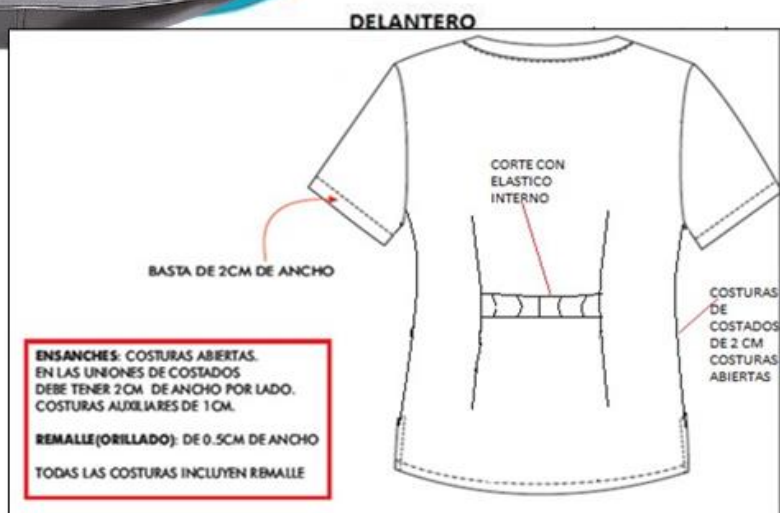 DELANTERO
CORTE CON
ELASTICO
INTERNO
BASTA DE 2CM DE ANCHO
COSTURAS
DE
COSTADOS
DE 2 CM
COSTURAS
ABIERTAS
ENSANCHES: COSTURAS ABIERTAS.
EN LAS UNIONES DE COSTADOS
DEBE TENER 2CM DE ANCHO POR LADO.
COSTURAS AUXILIARES DE 1CM.
REMALLE(ORILLADO): DE 0.5CM DE ANCHO
TODAS LAS COSTURAS INCLUYEN REMALLE